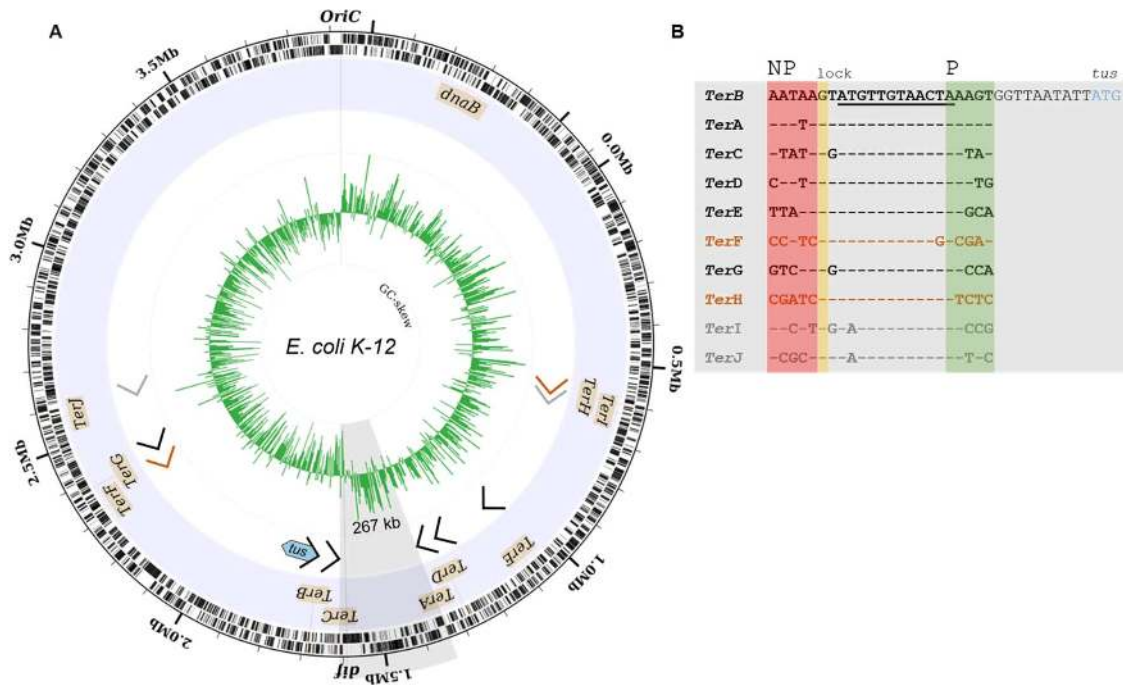 A
OriC
3.5Mb
dnaB
0.0Mb
3.0Mb
GC-skew
E. coli K-12
0.5Mb
TerI
TerH
TerJ
2.5Mb
TerG
TerF
267 kb
tus
TerE
1.0Mb
TerD
TerB
TerA
TerC
2.0Mb
dif
1.5Mb
B
NP lock P tus
TerB AATAAGTATGTTGTAACTAAAGTGGTTAATATTATG
TerA ---T-------------------
TerC -TAT--G-------------TA-
TerD C--T-----------------TG
TerE TTA-----------------GCA
TerF CC-TC------------G-CGA-
TerG GTC---G-------------CCA
TerH CGATC--------------TCTC
TerI --C-T-G-A-----------CCG
TerJ -CGC----A-----------T-C